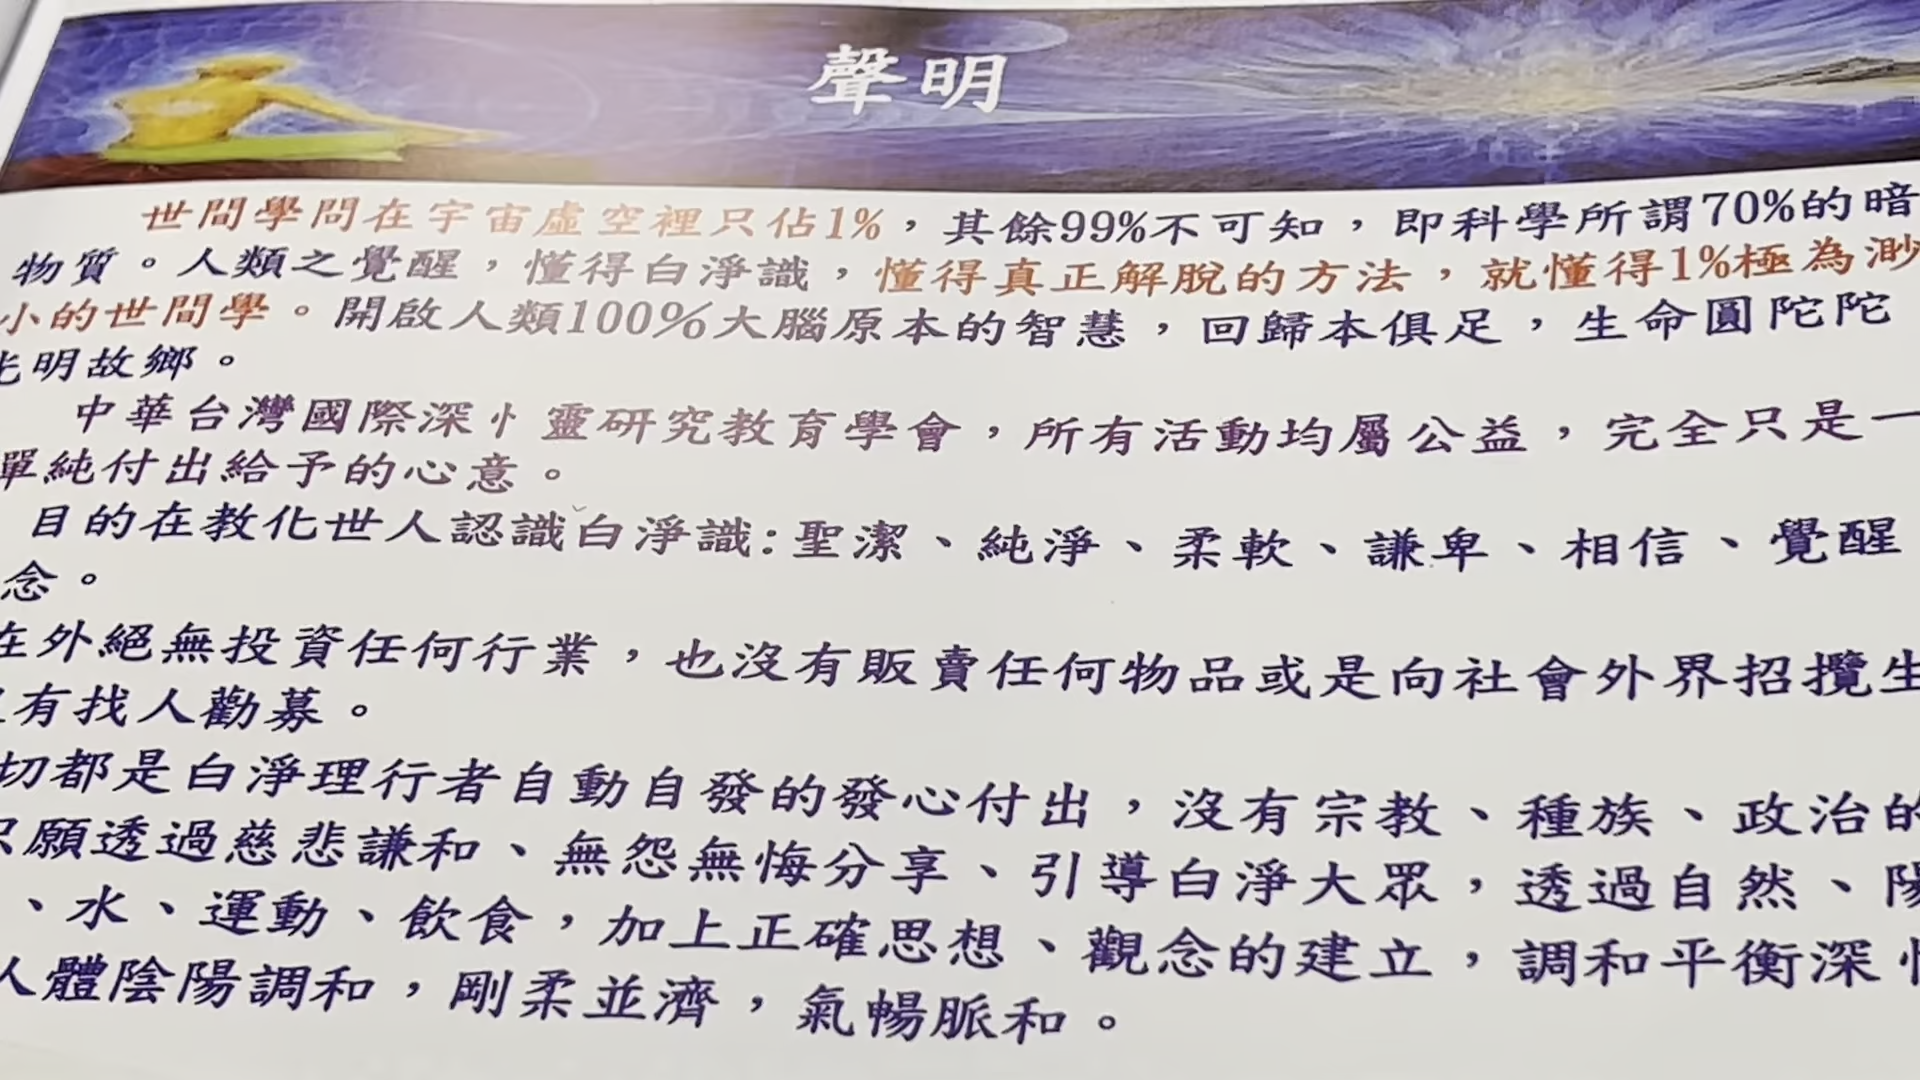 聲明
世間學問在宇宙虛空裡只佔1%，其餘99%不可知，即科學所謂70%的暗
物質。人類之覺醒，懂得白淨識，懂得真正解脫的方法，就懂得1%極為渺
小的世間學。開啟人類100%大腦原本的智慧，回歸本俱足，生命圓陀陀
光明故鄉。
中華台灣國際深忄靈研究教育學會，所有活動均屬公益，完全只是一
單純付出給予的心意。
目的在教化世人認識白淨識:聖潔、純淨、柔軟、謙卑、相信、覺醒
念。
在外絕無投資任何行業，也沒有販賣任何物品或是向社會外界招攬生
有找人勸募。
切都是白淨理行者自動自發的發心付出，沒有宗教、種族、政治的
只願透過慈悲謙和、無怨無悔分享、引導白淨大眾，透過自然、陽
、水、運動、飲食，加上正確思想、觀念的建立，調和平衡深忄
人體陰陽調和，剛柔並濟，氣暢脈和。